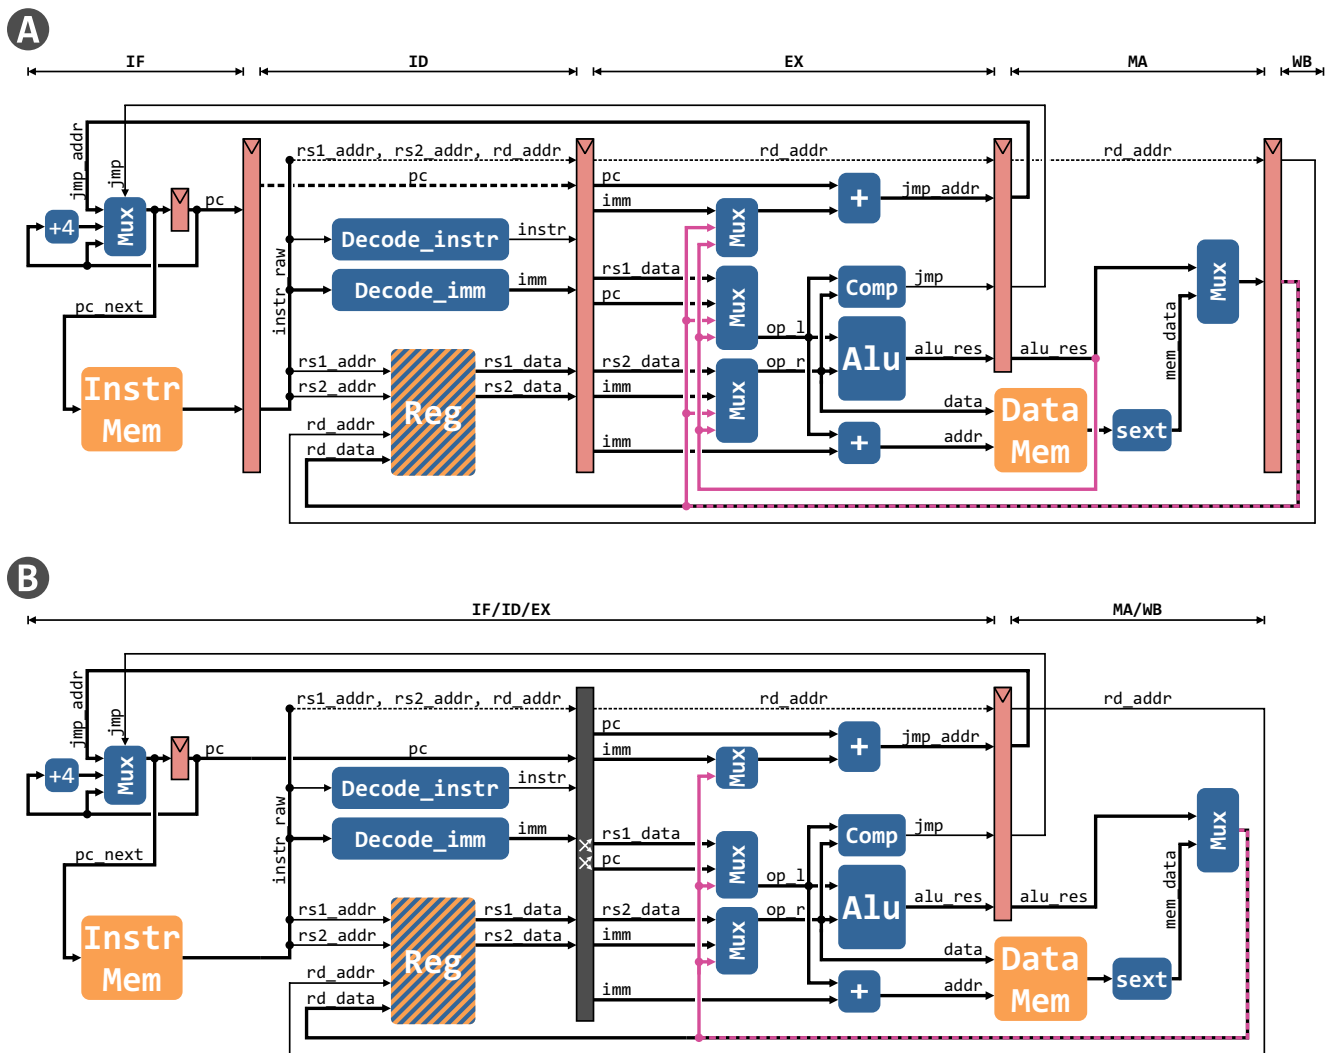 A
IF ID EX MA WB
jmp_addr
jmp
rs1_addr, rs2_addr, rd_addr
rd_addr
rd_addr
pc
pc
pc
imm
jmp_addr
+4
Mux
Mux
+
Decode_instr
instr
instr_raw
Decode_imm
imm
rs1_data
pc
Mux
op_l
Comp
jmp
Mux
pc_next
mem_data
Alu
alu_res
alu_res
rs1_addr
rs2_addr
rd_addr
rd_data
Reg
rs1_data
rs2_data
rs2_data
imm
Mux
op_r
imm
data
+
addr
Instr
Mem
Data
Mem
sext
B
IF/ID/EX MA/WB
jmp_addr
jmp
rs1_addr, rs2_addr, rd_addr
rd_addr
rd_addr
pc
pc
pc
imm
jmp_addr
+4
Mux
Mux
+
Decode_instr
instr
instr_raw
Decode_imm
imm
rs1_data
pc
Mux
op_l
Comp
jmp
Mux
pc_next
mem_data
Alu
alu_res
alu_res
rs1_addr
rs2_addr
rd_addr
rd_data
Reg
rs1_data
rs2_data
rs2_data
imm
Mux
op_r
imm
data
+
addr
Instr
Mem
Data
Mem
sext